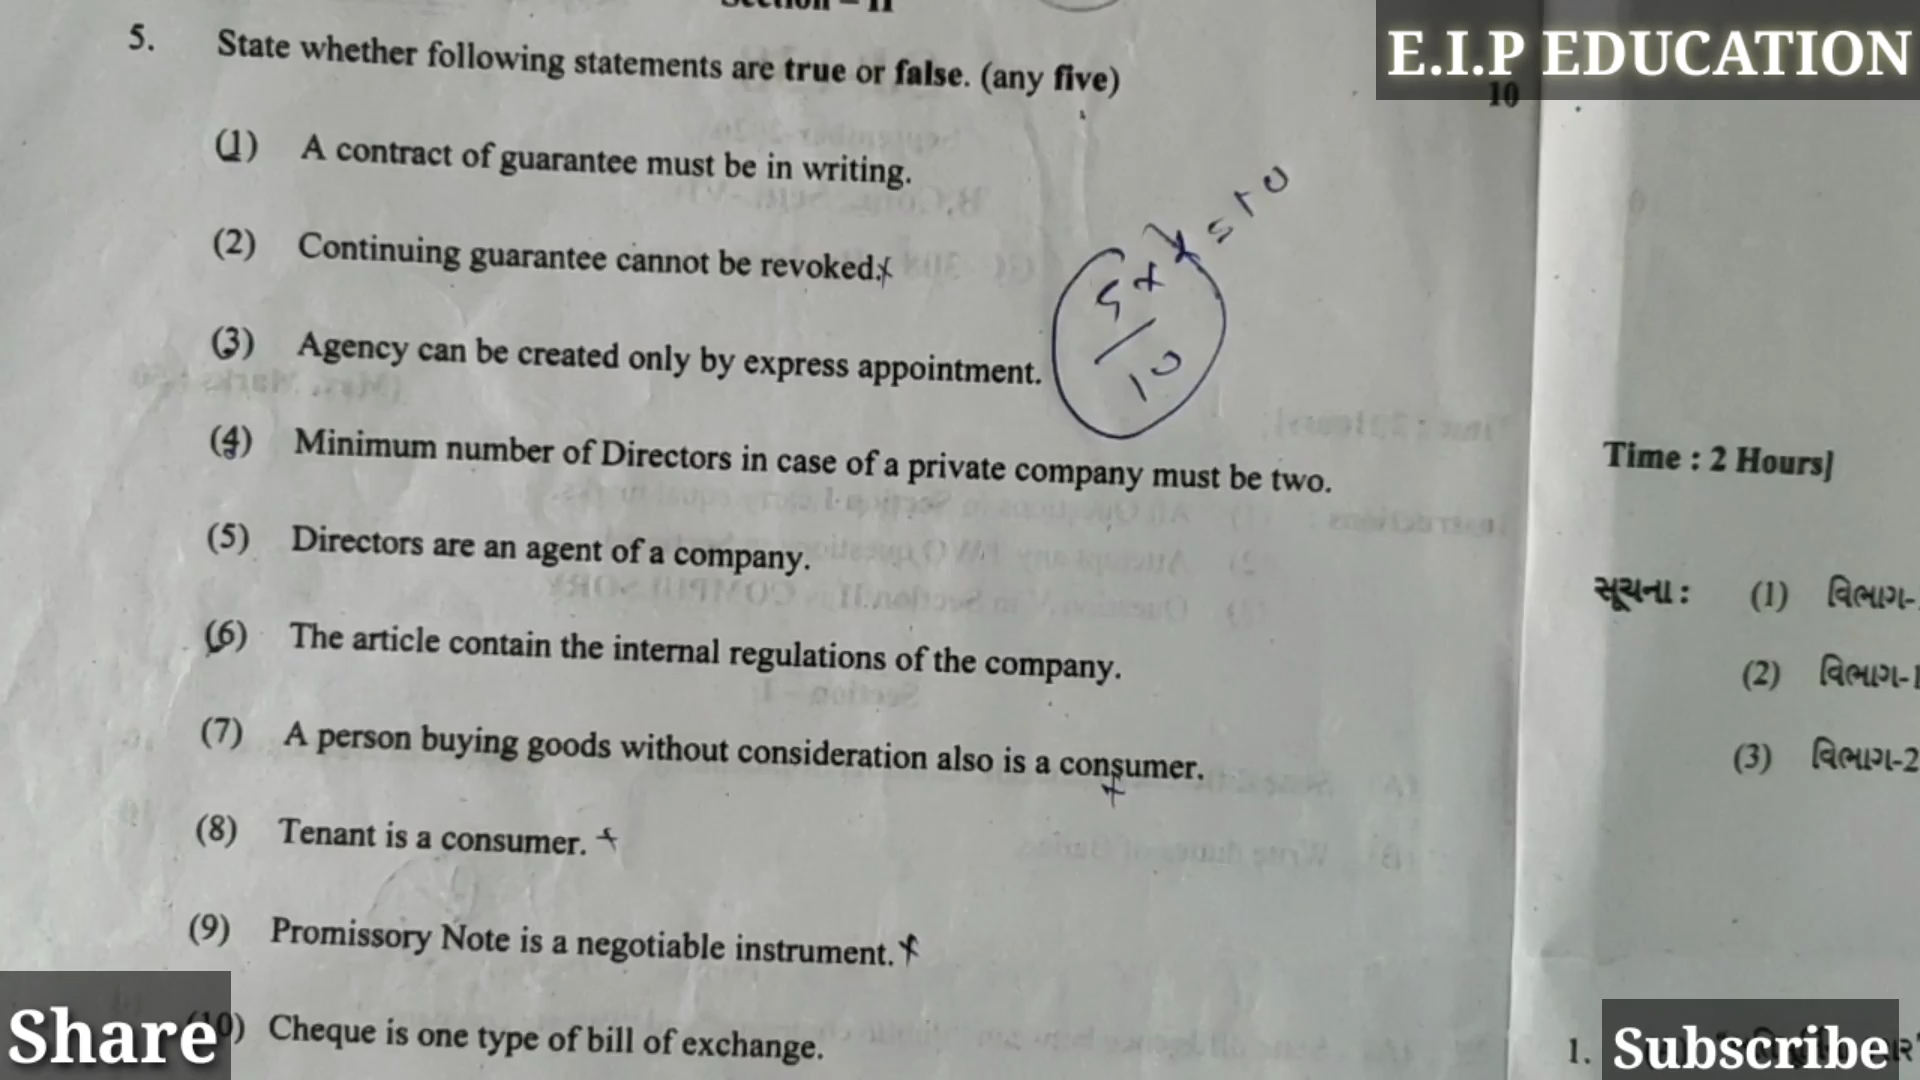 Section – II
E.I.P EDUCATION
5. State whether following statements are true or false. (any five) 10
(1) A contract of guarantee must be in writing.
(2) Continuing guarantee cannot be revoked.
(3) Agency can be created only by express appointment.
(4) Minimum number of Directors in case of a private company must be two.
(5) Directors are an agent of a company.
(6) The article contain the internal regulations of the company.
(7) A person buying goods without consideration also is a consumer.
(8) Tenant is a consumer.
(9) Promissory Note is a negotiable instrument.
(10) Cheque is one type of bill of exchange.
Time : 2 Hours]
સૂચના : (1) વિભાગ-
(2) વિભાગ-1
(3) વિભાગ-2
1.
Share
Subscribe